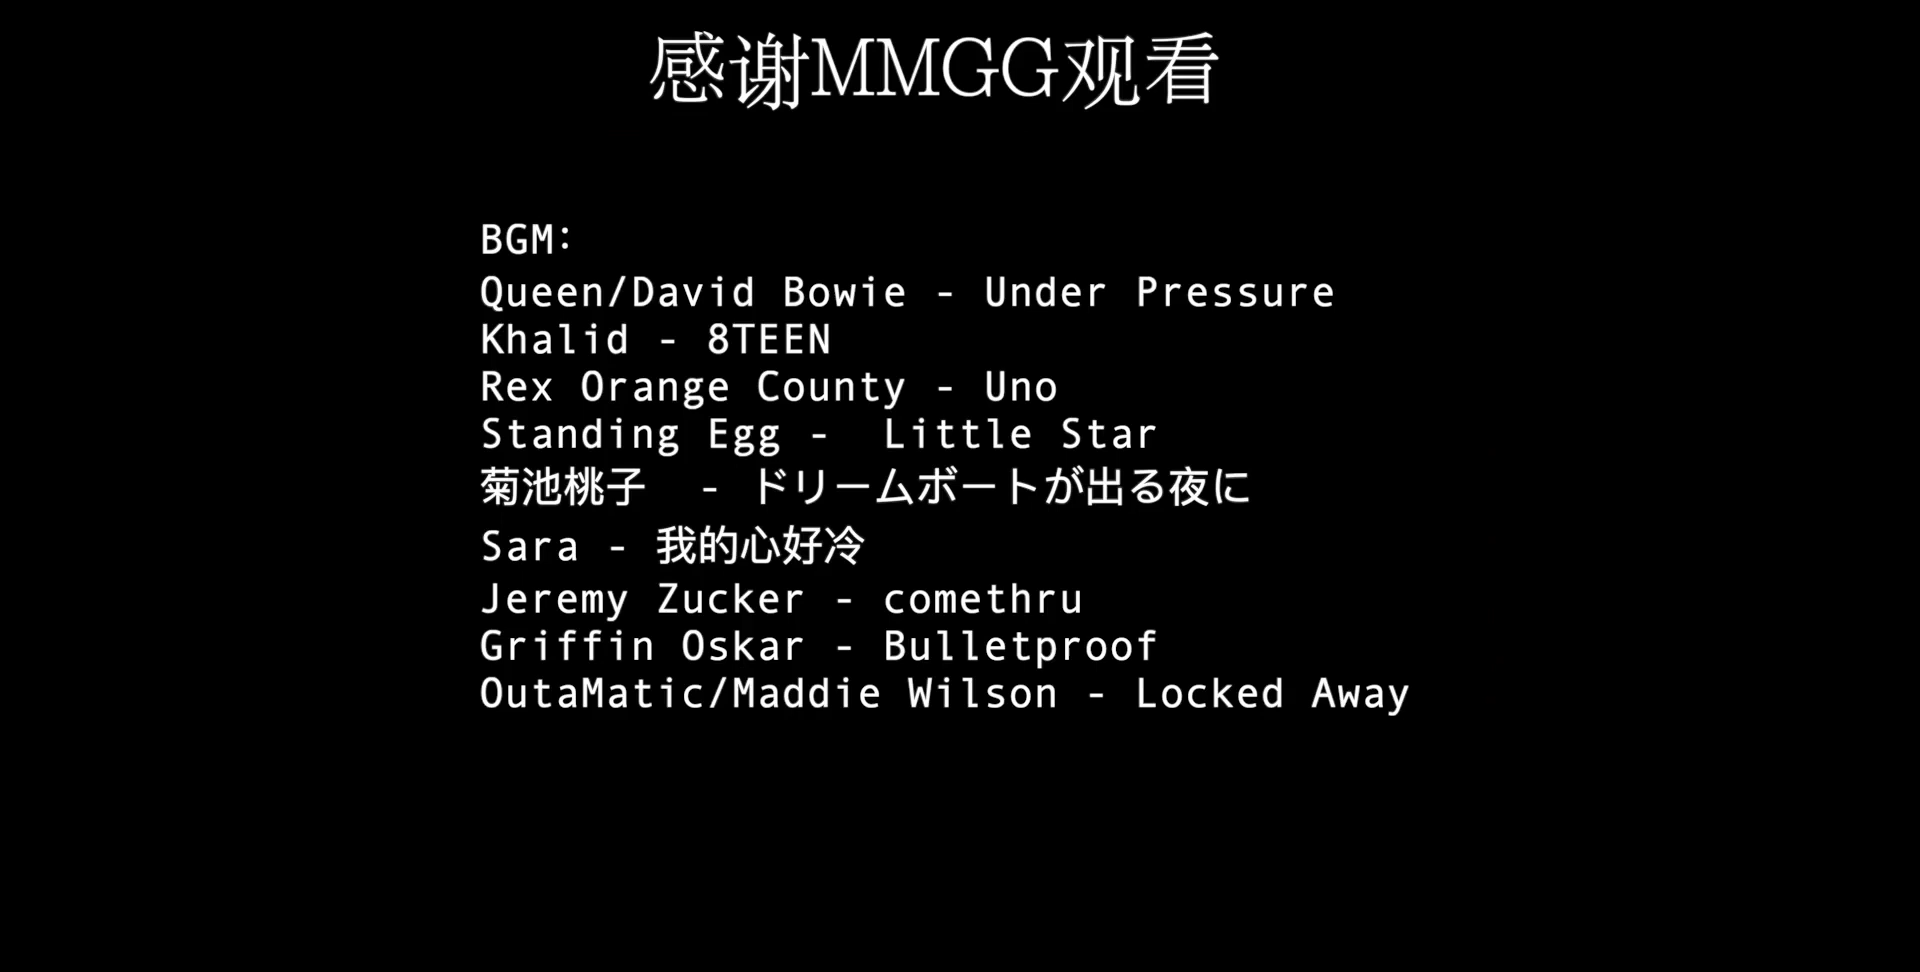 感谢MMGG观看
BGM:
Queen/David Bowie - Under Pressure
Khalid - 8TEEN
Rex Orange County - Uno
Standing Egg -  Little Star
菊池桃子  - ドリームボートが出る夜に
Sara - 我的心好冷
Jeremy Zucker - comethru
Griffin Oskar - Bulletproof
OutaMatic/Maddie Wilson - Locked Away